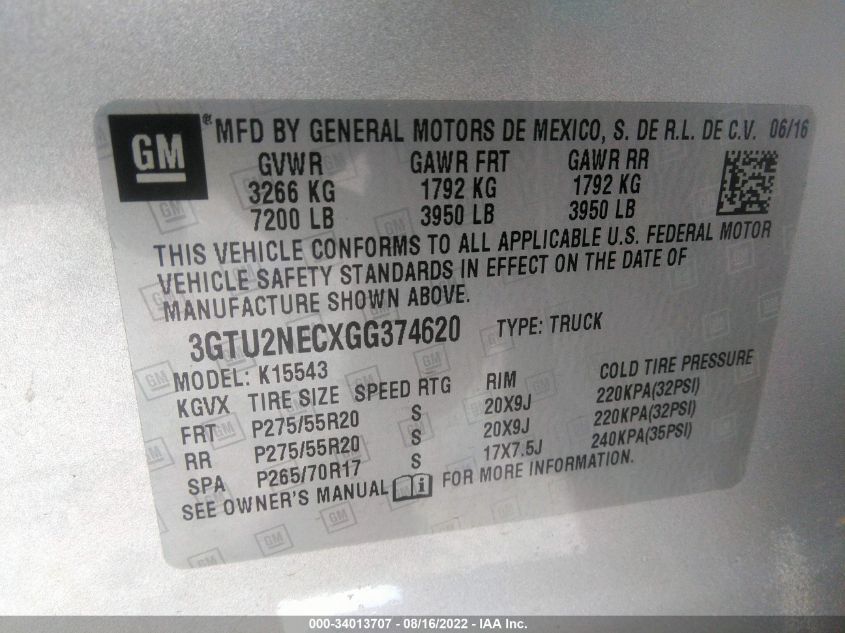 GM
® MFD BY GENERAL MOTORS DE MEXICO, S. DE R.L. DE C.V. 06/16
GVWR GAWR FRT GAWR RR
3266 KG 1792 KG 1792 KG
7200 LB 3950 LB 3950 LB
THIS VEHICLE CONFORMS TO ALL APPLICABLE U.S. FEDERAL MOTOR
VEHICLE SAFETY STANDARDS IN EFFECT ON THE DATE OF
MANUFACTURE SHOWN ABOVE.
3GTU2NECXGG374620 TYPE: TRUCK
MODEL: K15543
KGVX TIRE SIZE SPEED RTG RIM COLD TIRE PRESSURE
FRT P275/55R20 S 20X9J 220KPA(32PSI)
RR P275/55R20 S 20X9J 220KPA(32PSI)
SPA P265/70R17 S 17X7.5J 240KPA(35PSI)
SEE OWNER'S MANUAL i FOR MORE INFORMATION.
000-34013707 - 08/16/2022 - IAA Inc.